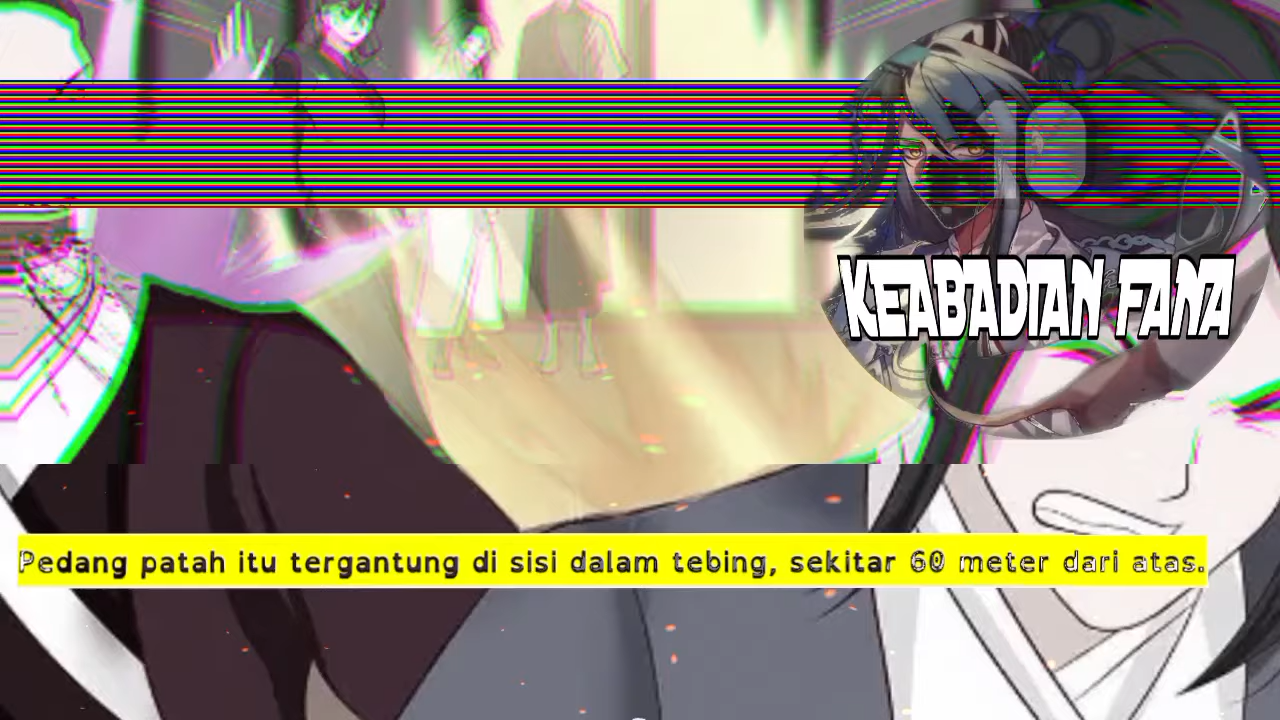 KEABADIAN FANA
Pedang patah itu tergantung di sisi dalam tebing, sekitar 60 meter dari atas.